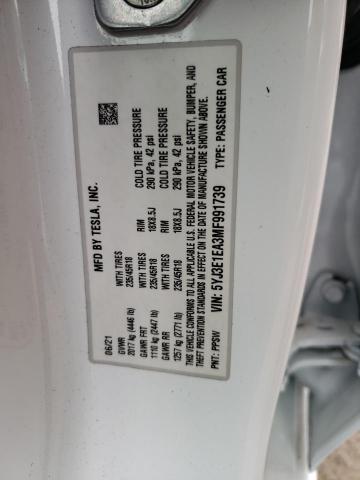 MFD BY TESLA, INC.
06/21
GVWR
2017 kg (4446 lb)
GAWR FRT
1110 kg (2447 lb)
GAWR RR
1257 kg (2771 lb)
WITH TIRES
235/45R18
WITH TIRES
235/45R18
RIM
18X8.5J
RIM
18X8.5J
COLD TIRE PRESSURE
290 kPa, 42 psi
COLD TIRE PRESSURE
290 kPa, 42 psi
THIS VEHICLE CONFORMS TO ALL APPLICABLE U.S. FEDERAL MOTOR VEHICLE SAFETY, BUMPER, AND
THEFT PREVENTION STANDARDS IN EFFECT ON THE DATE OF MANUFACTURE SHOWN ABOVE.
VIN: 5YJ3E1EA3MF991739
TYPE: PASSENGER CAR
PNT: PPSW